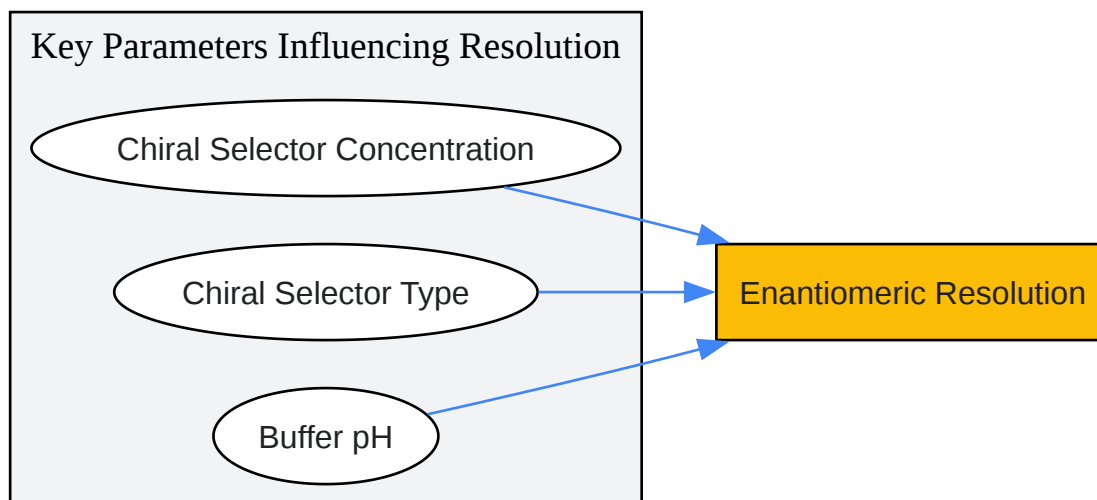 Key Parameters Influencing Resolution
Chiral Selector Concentration
Chiral Selector Type
Enantiomeric Resolution
Buffer pH